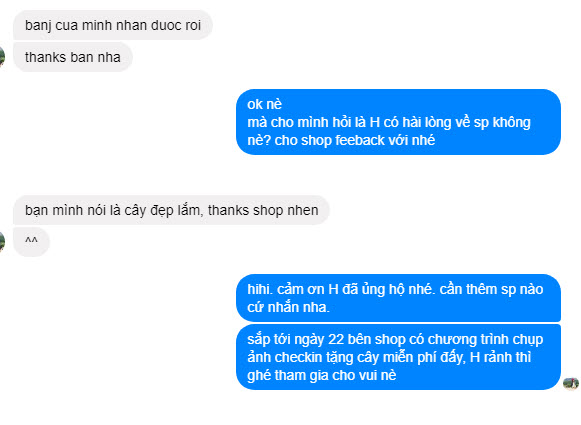 banj cua minh nhan duoc roi
thanks ban nha
ok nè
mà cho mình hỏi là H có hài lòng về sp không
nè? cho shop feeback với nhé
bạn mình nói là cây đẹp lắm, thanks shop nhen
^^
hihi. cảm ơn H đã ủng hộ nhé. cần thêm sp nào
cứ nhắn nha.
sắp tới ngày 22 bên shop có chương trình chụp
ảnh checkin tặng cây miễn phí đấy, H rảnh thì
ghé tham gia cho vui nè